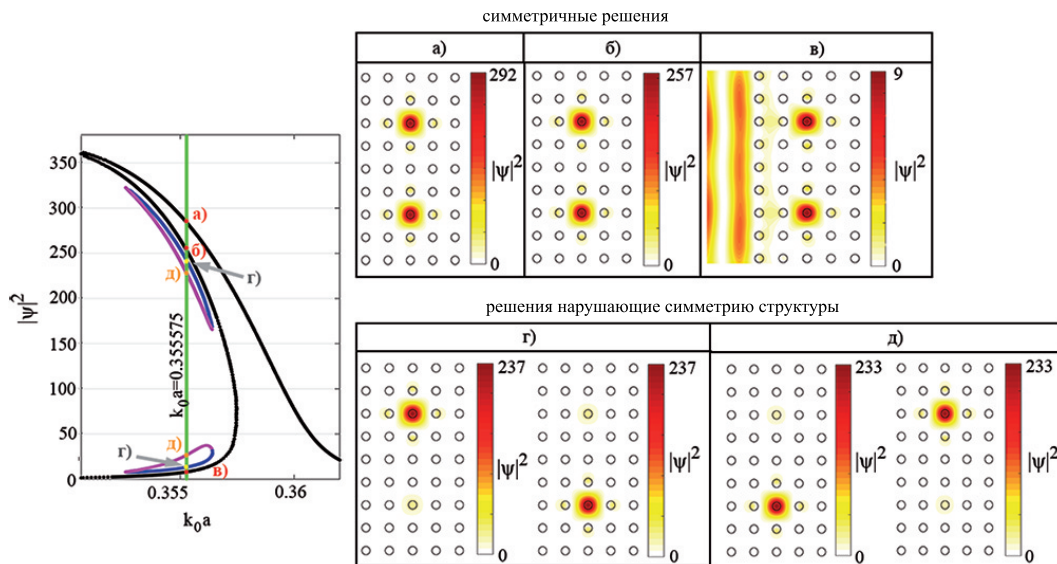 симметричные решения
а)
б)
в)
292
|ψ|²
0
257
|ψ|²
0
9
|ψ|²
0
350
300
250
200
150
100
50
0
|ψ|²
0.355
0.36
k₀a
k₀a=0.355575
а)
б)
г)
д)
д)
г)
в)
решения нарушающие симметрию структуры
г)
д)
237
|ψ|²
0
237
|ψ|²
0
233
|ψ|²
0
233
|ψ|²
0